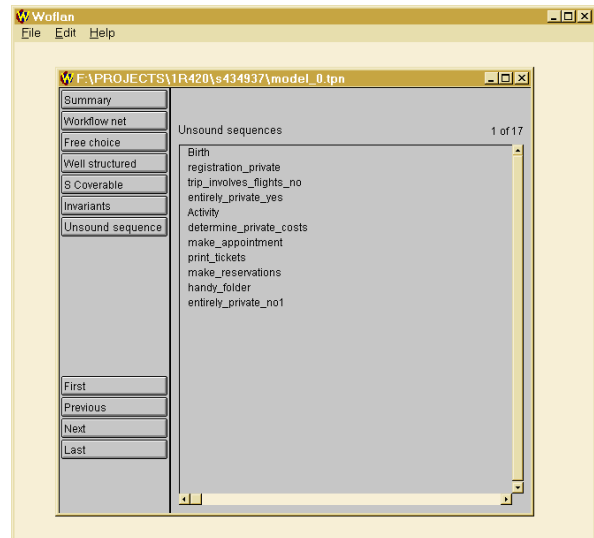 Woflan
File Edit Help
F:\PROJECTS\1R420\s434937\model_0.tpn
Summary
Workflow net
Free choice
Well structured
S Coverable
Invariants
Unsound sequence
First
Previous
Next
Last
Unsound sequences 1 of 17
Birth
registration_private
trip_involves_flights_no
entirely_private_yes
Activity
determine_private_costs
make_appointment
print_tickets
make_reservations
handy_folder
entirely_private_no1